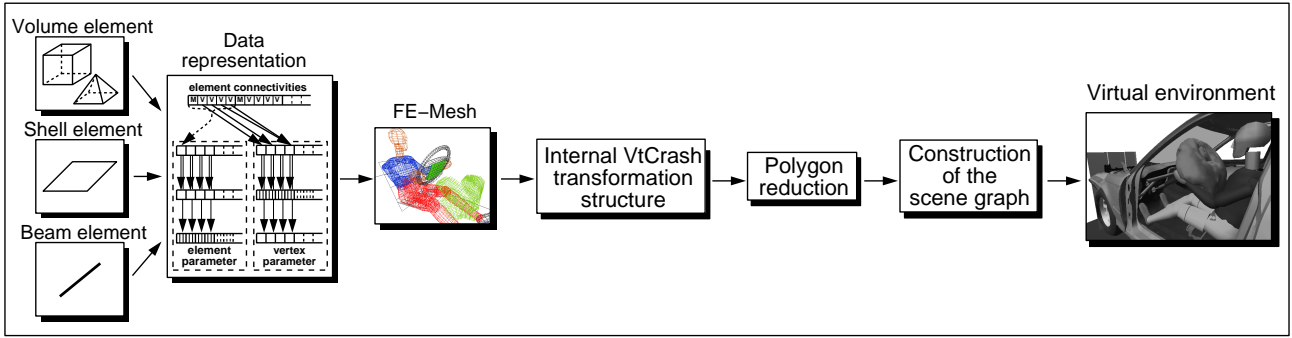 Volume element
Shell element
Beam element
Data
representation
element connectivities
M V V V V M V V V V
element
parameter
vertex
parameter
FE–Mesh
Internal VtCrash
transformation
structure
Polygon
reduction
Construction
of the
scene graph
Virtual environment